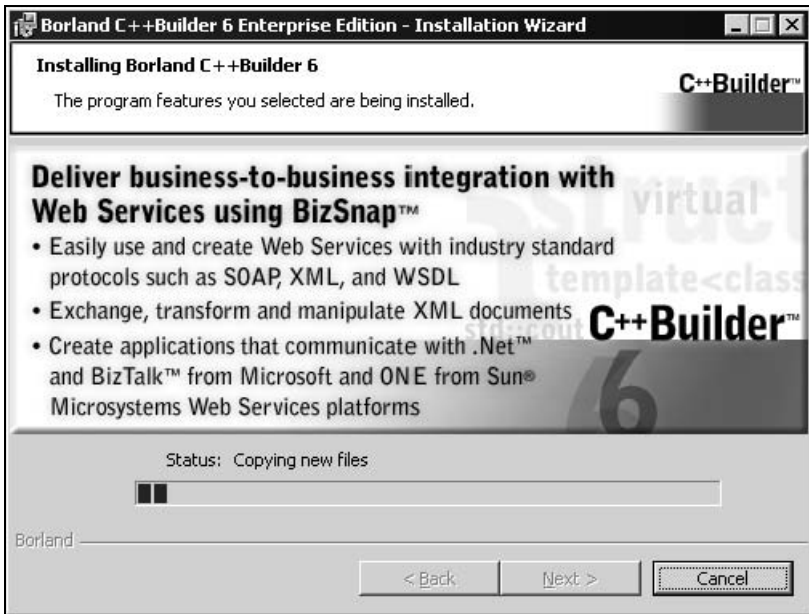 Borland C++Builder 6 Enterprise Edition - Installation Wizard
Installing Borland C++Builder 6
The program features you selected are being installed.
C++Builder™
Deliver business-to-business integration with
Web Services using BizSnap™
• Easily use and create Web Services with industry standard
protocols such as SOAP, XML, and WSDL
• Exchange, transform and manipulate XML documents
• Create applications that communicate with .Net™
and BizTalk™ from Microsoft and ONE from Sun®
Microsystems Web Services platforms
struct
virtual
template<class
std::cout
C++Builder™
6
Status: Copying new files
Borland
< Back
Next >
Cancel